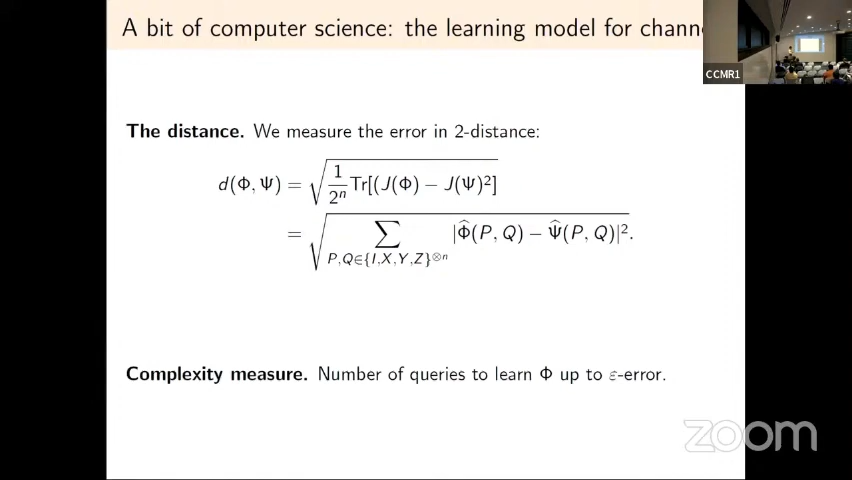 A bit of computer science: the learning model for chann
CCMR1
The distance. We measure the error in 2-distance:
d(Φ, Ψ) = √(1/2ⁿ Tr[(J(Φ) − J(Ψ)²])
= √(∑_{P,Q∈{I,X,Y,Z}^{⊗n}} |Φ̂(P, Q) − Ψ̂(P, Q)|²).
Complexity measure. Number of queries to learn Φ up to ε-error.
zoom